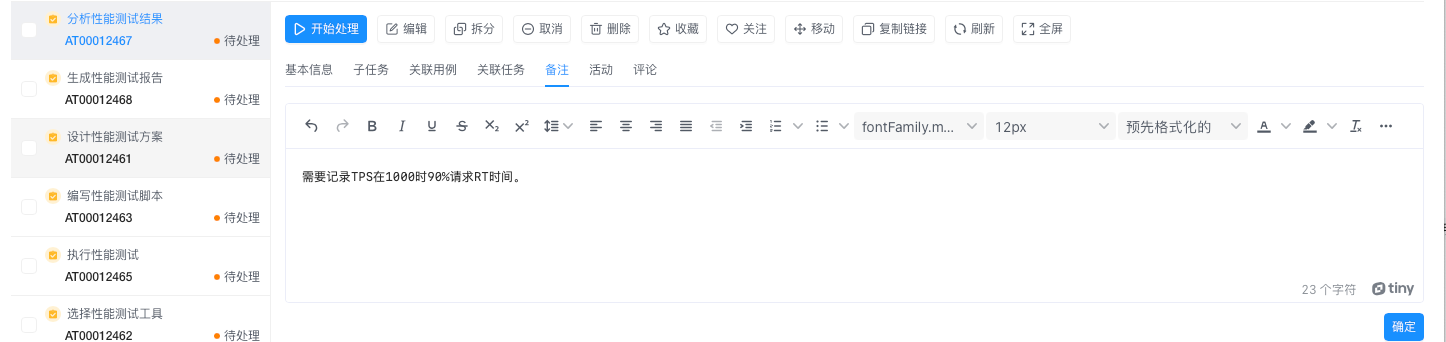 分析性能测试结果
AT00012467 待处理
生成性能测试报告
AT00012468 待处理
设计性能测试方案
AT00012461 待处理
编写性能测试脚本
AT00012463 待处理
执行性能测试
AT00012465 待处理
选择性能测试工具
AT00012462 待处理
开始处理 编辑 拆分 取消 删除 收藏 关注 移动 复制链接 刷新 全屏
基本信息 子任务 关联用例 关联任务 备注 活动 评论
B I U S X₂ X² fontFamily.m... 12px 预先格式化的 A Tx ...
需要记录TPS在1000时90%请求RT时间。
23 个字符 tiny
确定